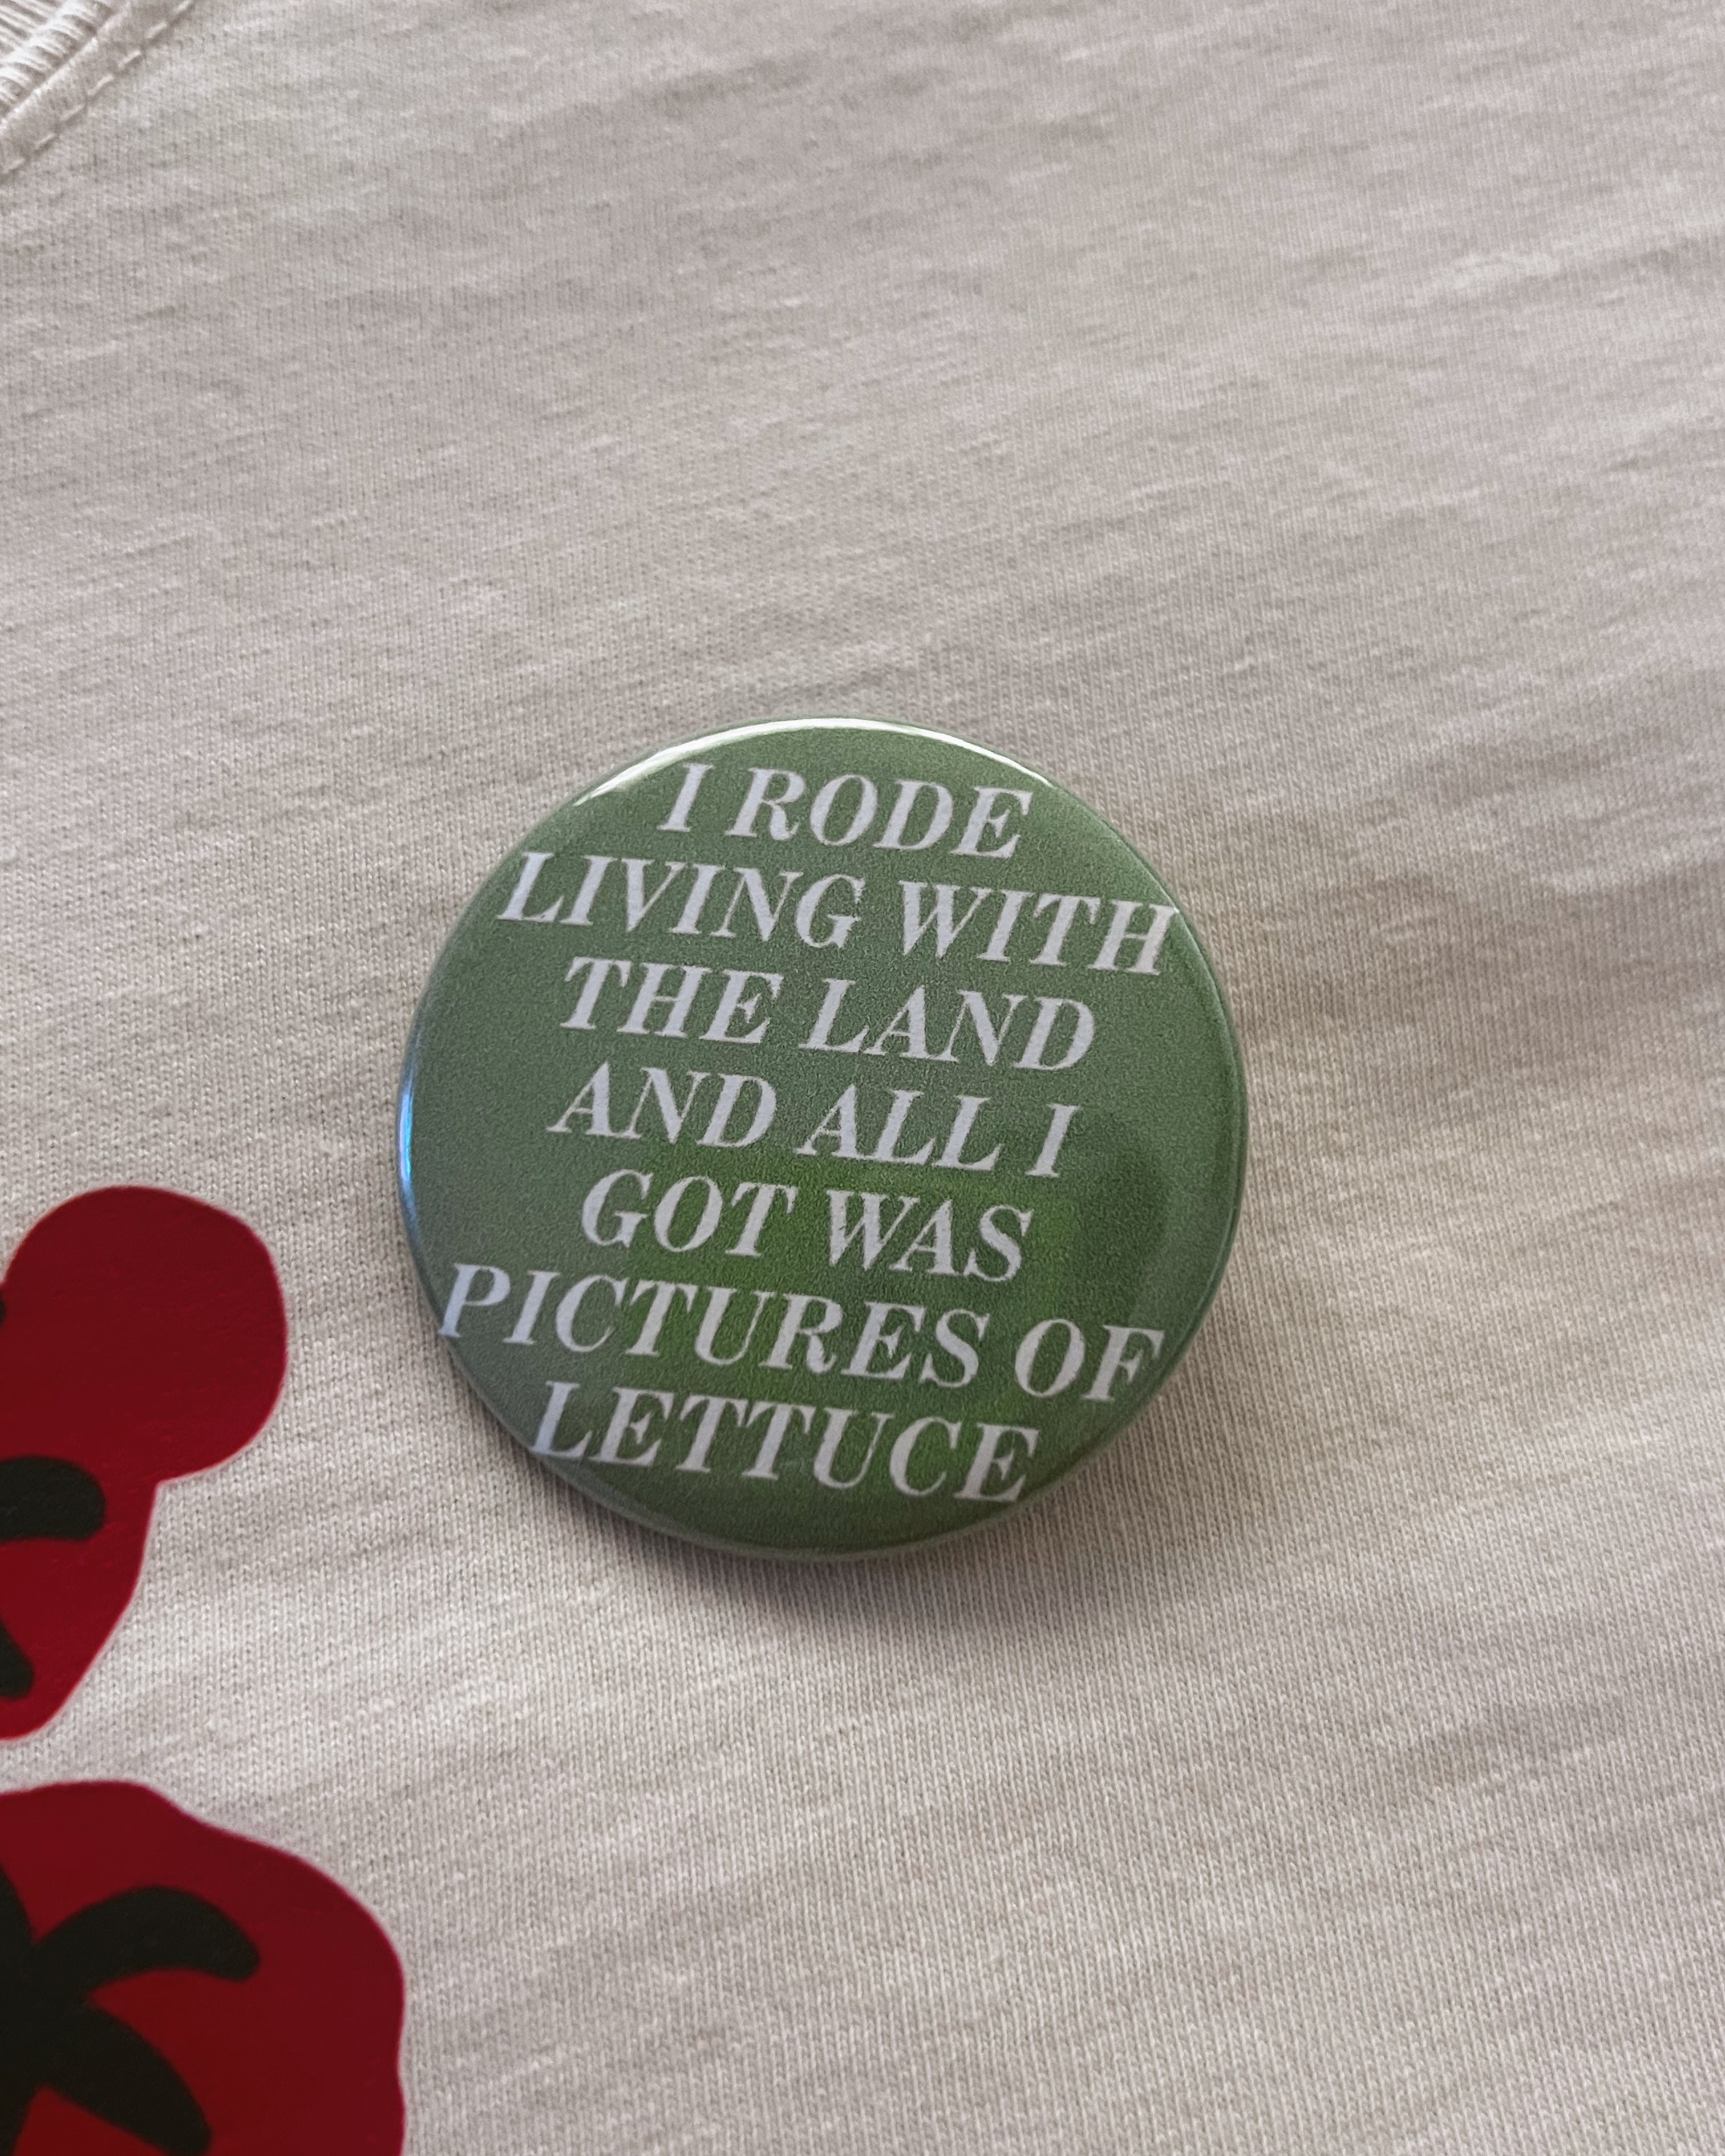 I RODE
LIVING WITH
THE LAND
AND ALL I
GOT WAS
PICTURES OF
LETTUCE